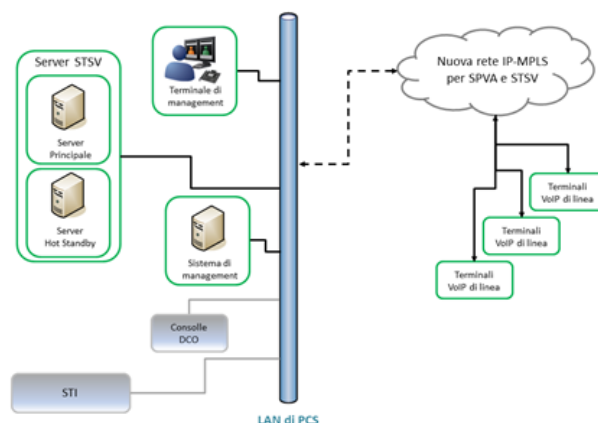 Server STSV
Server
Principale
Server
Hot Standby
Terminale di
management
Sistema di
management
Consolle
DCO
STI
LAN di PCS
Nuova rete IP-MPLS
per SPVA e STSV
Terminali
VoIP di linea
Terminali
VoIP di linea
Terminali
VoIP di linea